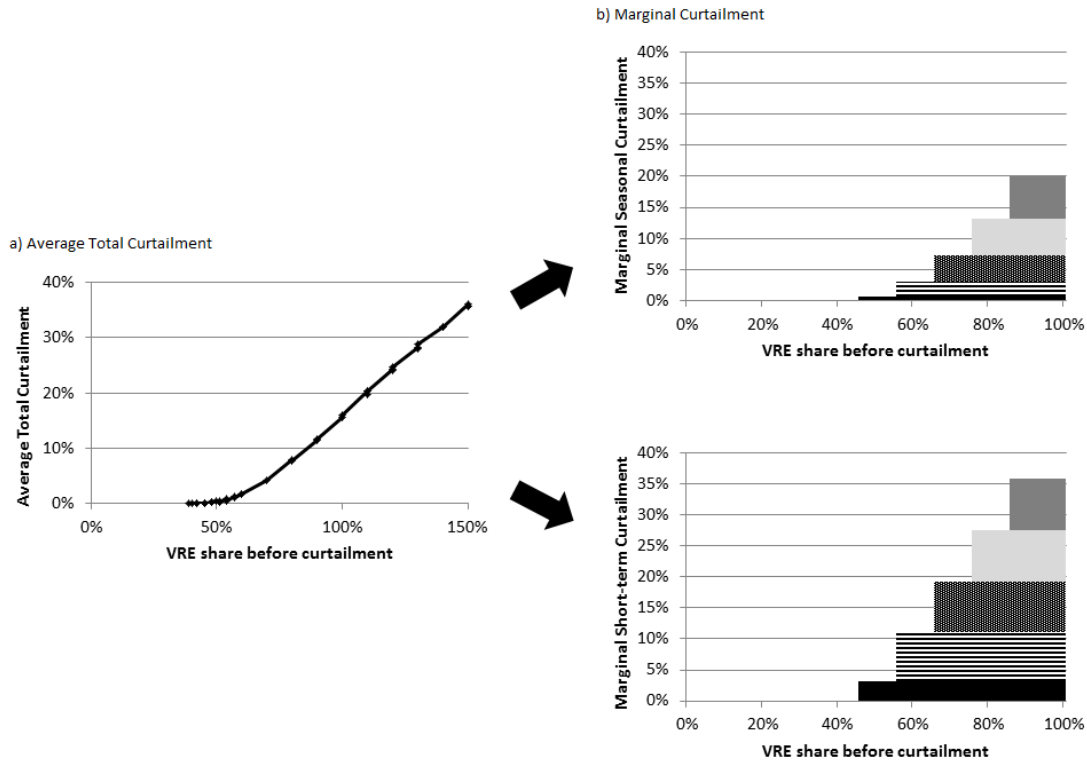 b) Marginal Curtailment
40%
35%
30%
25%
20%
15%
10%
5%
0%
Marginal Seasonal Curtailment
0% 20% 40% 60% 80% 100%
VRE share before curtailment
a) Average Total Curtailment
40%
30%
20%
10%
0%
Average Total Curtailment
0% 50% 100% 150%
VRE share before curtailment
40%
35%
30%
25%
20%
15%
10%
5%
0%
Marginal Short-term Curtailment
0% 20% 40% 60% 80% 100%
VRE share before curtailment